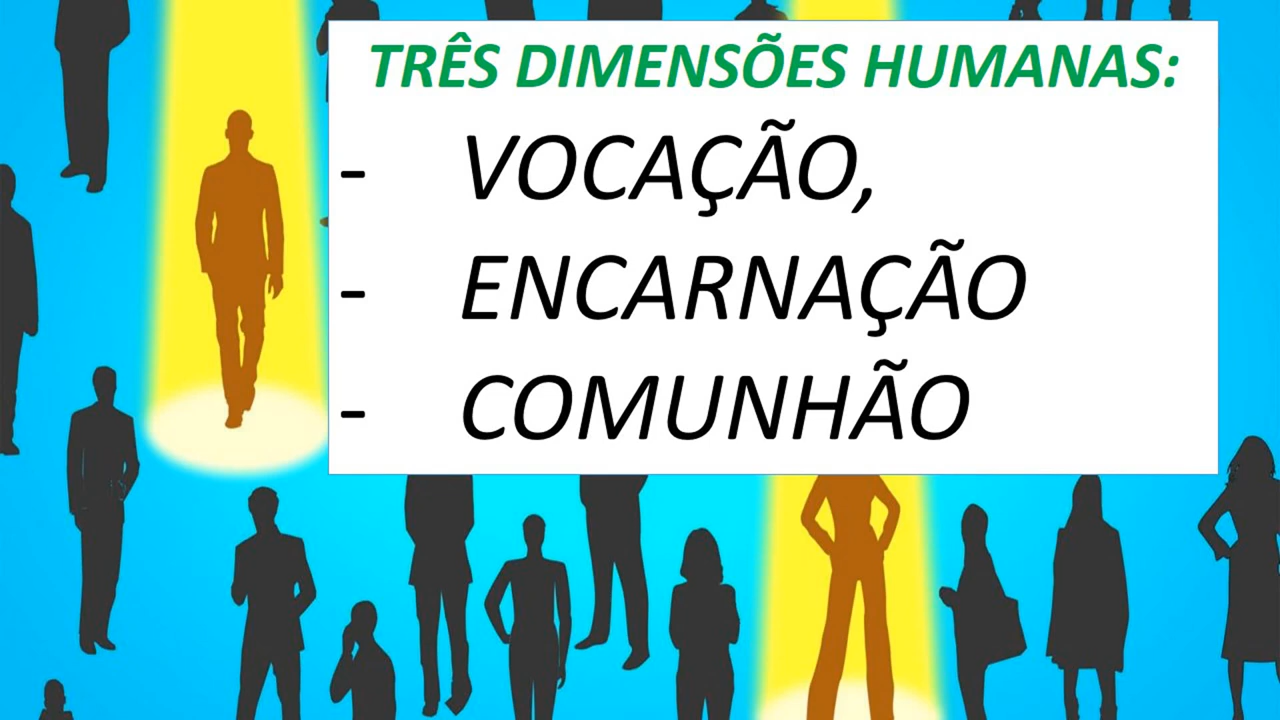 TRÊS DIMENSÕES HUMANAS:
- VOCAÇÃO,
- ENCARNAÇÃO
- COMUNHÃO